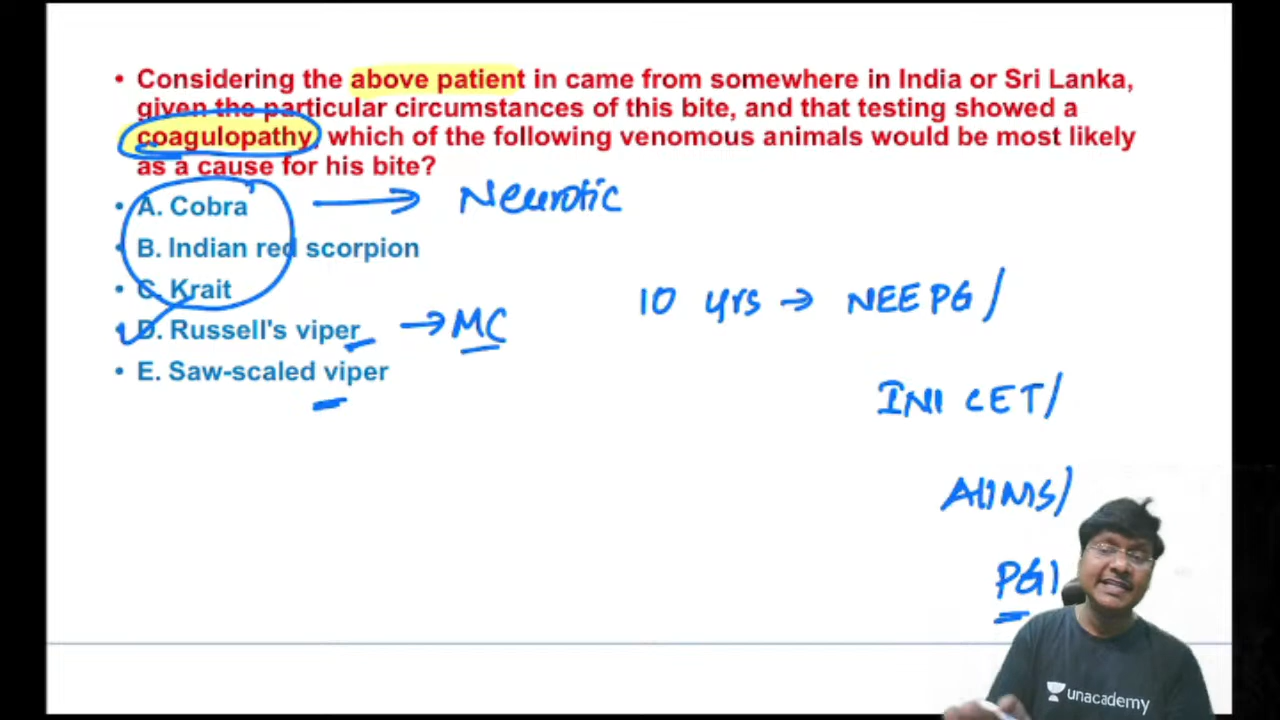 • Considering the above patient in came from somewhere in India or Sri Lanka,
given the particular circumstances of this bite, and that testing showed a
coagulopathy, which of the following venomous animals would be most likely
as a cause for his bite?
• A. Cobra → Neurotic
• B. Indian red scorpion
• C. Krait
• D. Russell's viper → MC
• E. Saw-scaled viper
10 yrs → NEEPG/
INI CET/
AIIMS/
PGI
unacademy